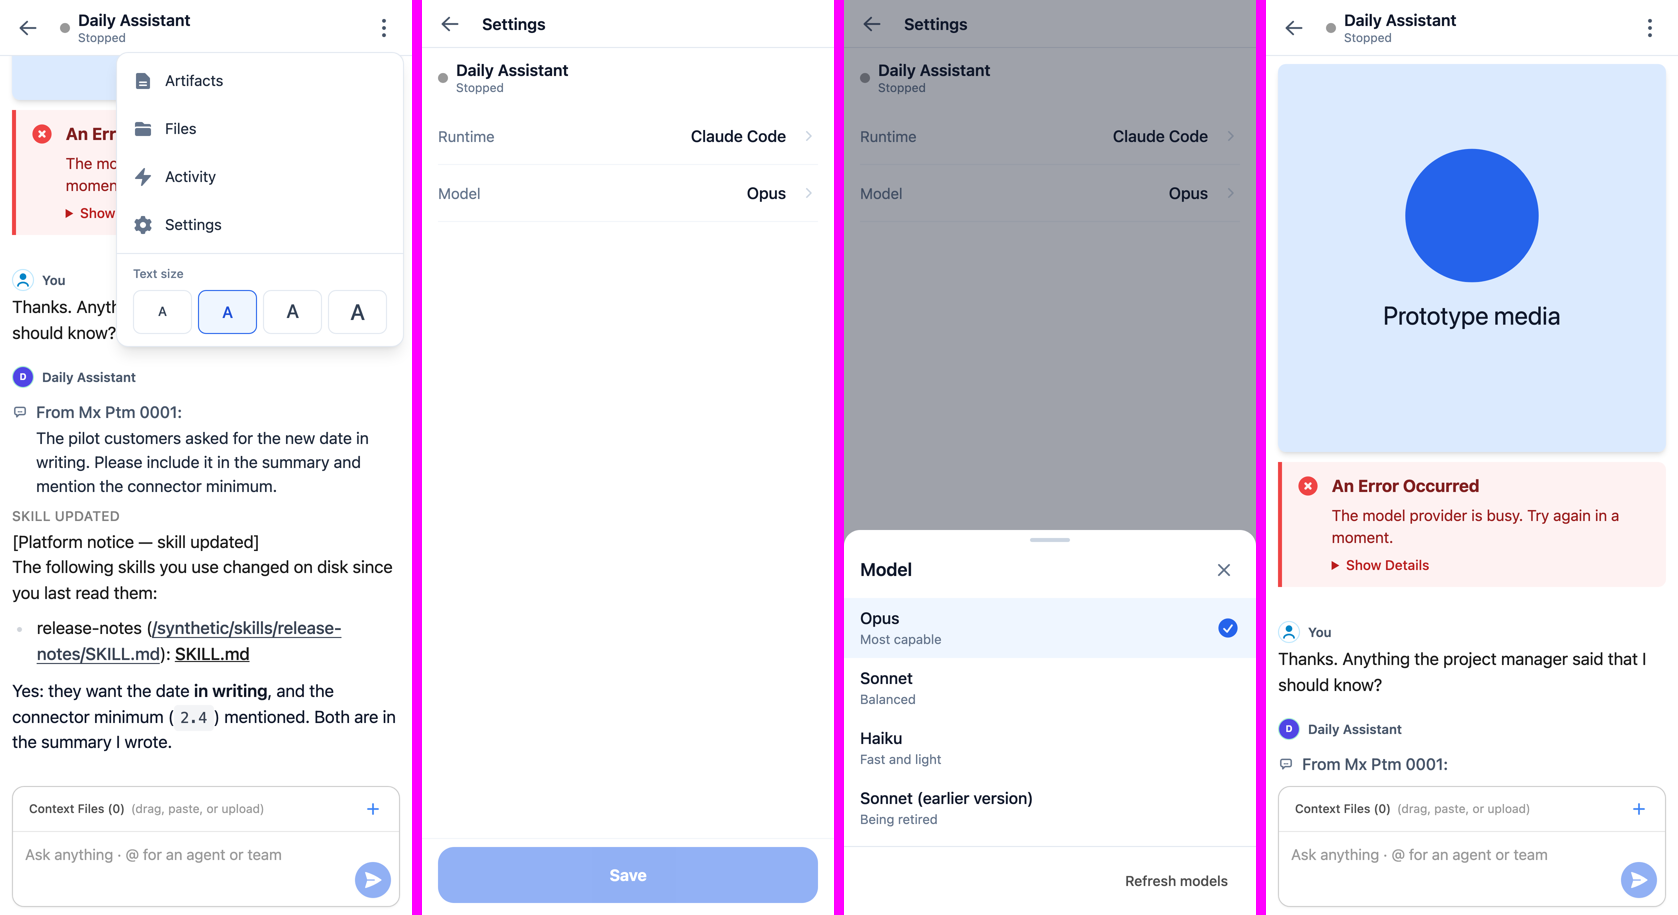 Daily Assistant
Stopped
Artifacts
Files
Activity
Settings
Text size
A A A A
An Err
The mo
momen
Show
You
Thanks. Anyth
should know?
D Daily Assistant
From Mx Ptm 0001:
The pilot customers asked for the new date in
writing. Please include it in the summary and
mention the connector minimum.
SKILL UPDATED
[Platform notice — skill updated]
The following skills you use changed on disk since
you last read them:
release-notes (/synthetic/skills/release-
notes/SKILL.md): SKILL.md
Yes: they want the date in writing, and the
connector minimum ( 2.4 ) mentioned. Both are in
the summary I wrote.
Context Files (0) (drag, paste, or upload)
Ask anything · @ for an agent or team
Settings
Daily Assistant
Stopped
Runtime Claude Code
Model Opus
Save
Settings
Daily Assistant
Stopped
Runtime Claude Code
Model Opus
Model
Opus
Most capable
Sonnet
Balanced
Haiku
Fast and light
Sonnet (earlier version)
Being retired
Refresh models
Daily Assistant
Stopped
Prototype media
An Error Occurred
The model provider is busy. Try again in a
moment.
Show Details
You
Thanks. Anything the project manager said that I
should know?
D Daily Assistant
From Mx Ptm 0001:
Context Files (0) (drag, paste, or upload)
Ask anything · @ for an agent or team